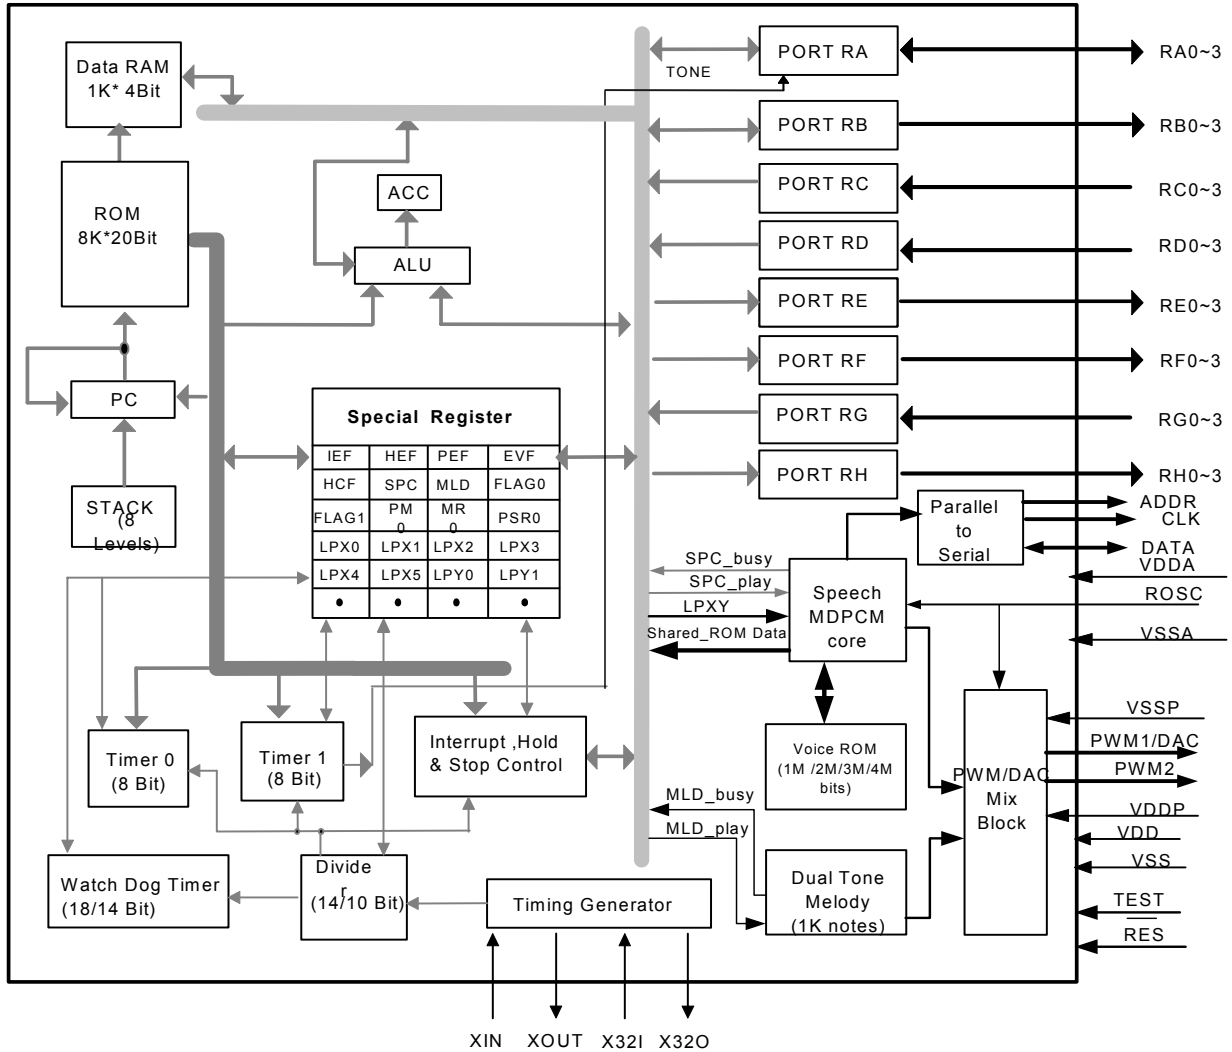 Data RAM
1K* 4Bit
ROM
8K*20Bit
PC
STACK (8
Levels)
ACC
ALU
TONE
PORT RA
RA0~3
PORT RB
RB0~3
PORT RC
RC0~3
PORT RD
RD0~3
PORT RE
RE0~3
PORT RF
RF0~3
PORT RG
RG0~3
PORT RH
RH0~3
Special Register
IEF HEF PEF EVF
HCF SPC MLD FLAG0
FLAG1 PM0 MR0 PSR0
LPX0 LPX1 LPX2 LPX3
LPX4 LPX5 LPY0 LPY1
Parallel
to
Serial
ADDR
CLK
DATA
VDDA
ROSC
VSSA
SPC_busy
SPC_play
LPXY
Shared_ROM Data
Speech
MDPCM
core
Voice ROM
(1M /2M/3M/4M
bits)
MLD_busy
MLD_play
Dual Tone
Melody
(1K notes)
PWM/DAC
Mix
Block
VSSP
PWM1/DAC
PWM2
VDDP
VDD
VSS
TEST
RES
Timer 0
(8 Bit)
Timer 1
(8 Bit)
Interrupt ,Hold
& Stop Control
Watch Dog Timer
(18/14 Bit)
Divider
(14/10 Bit)
Timing Generator
XIN XOUT X32I X32O